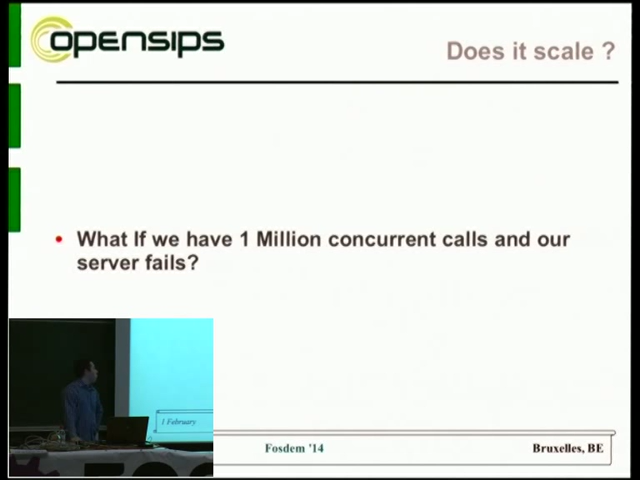 opensips
Does it scale ?
• What If we have 1 Million concurrent calls and our
server fails?
1 February
Fosdem '14
Bruxelles, BE